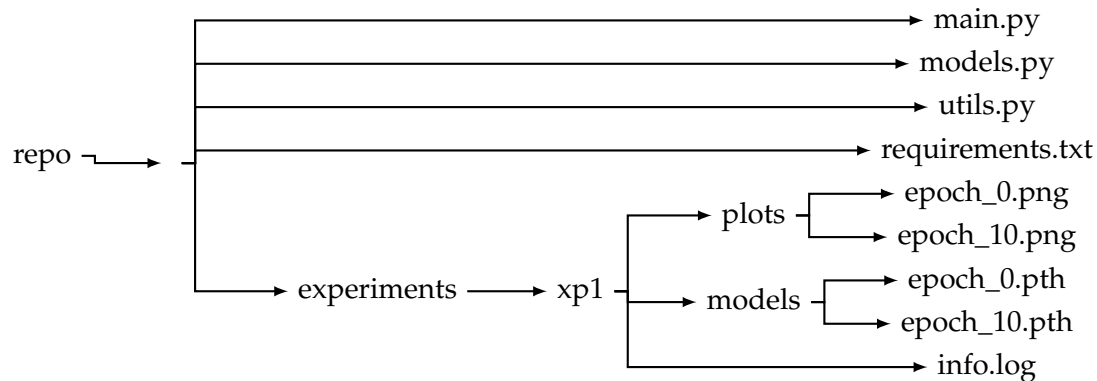 main.py
models.py
utils.py
repo
requirements.txt
epoch_0.png
plots
epoch_10.png
experiments
xp1
epoch_0.pth
models
epoch_10.pth
info.log